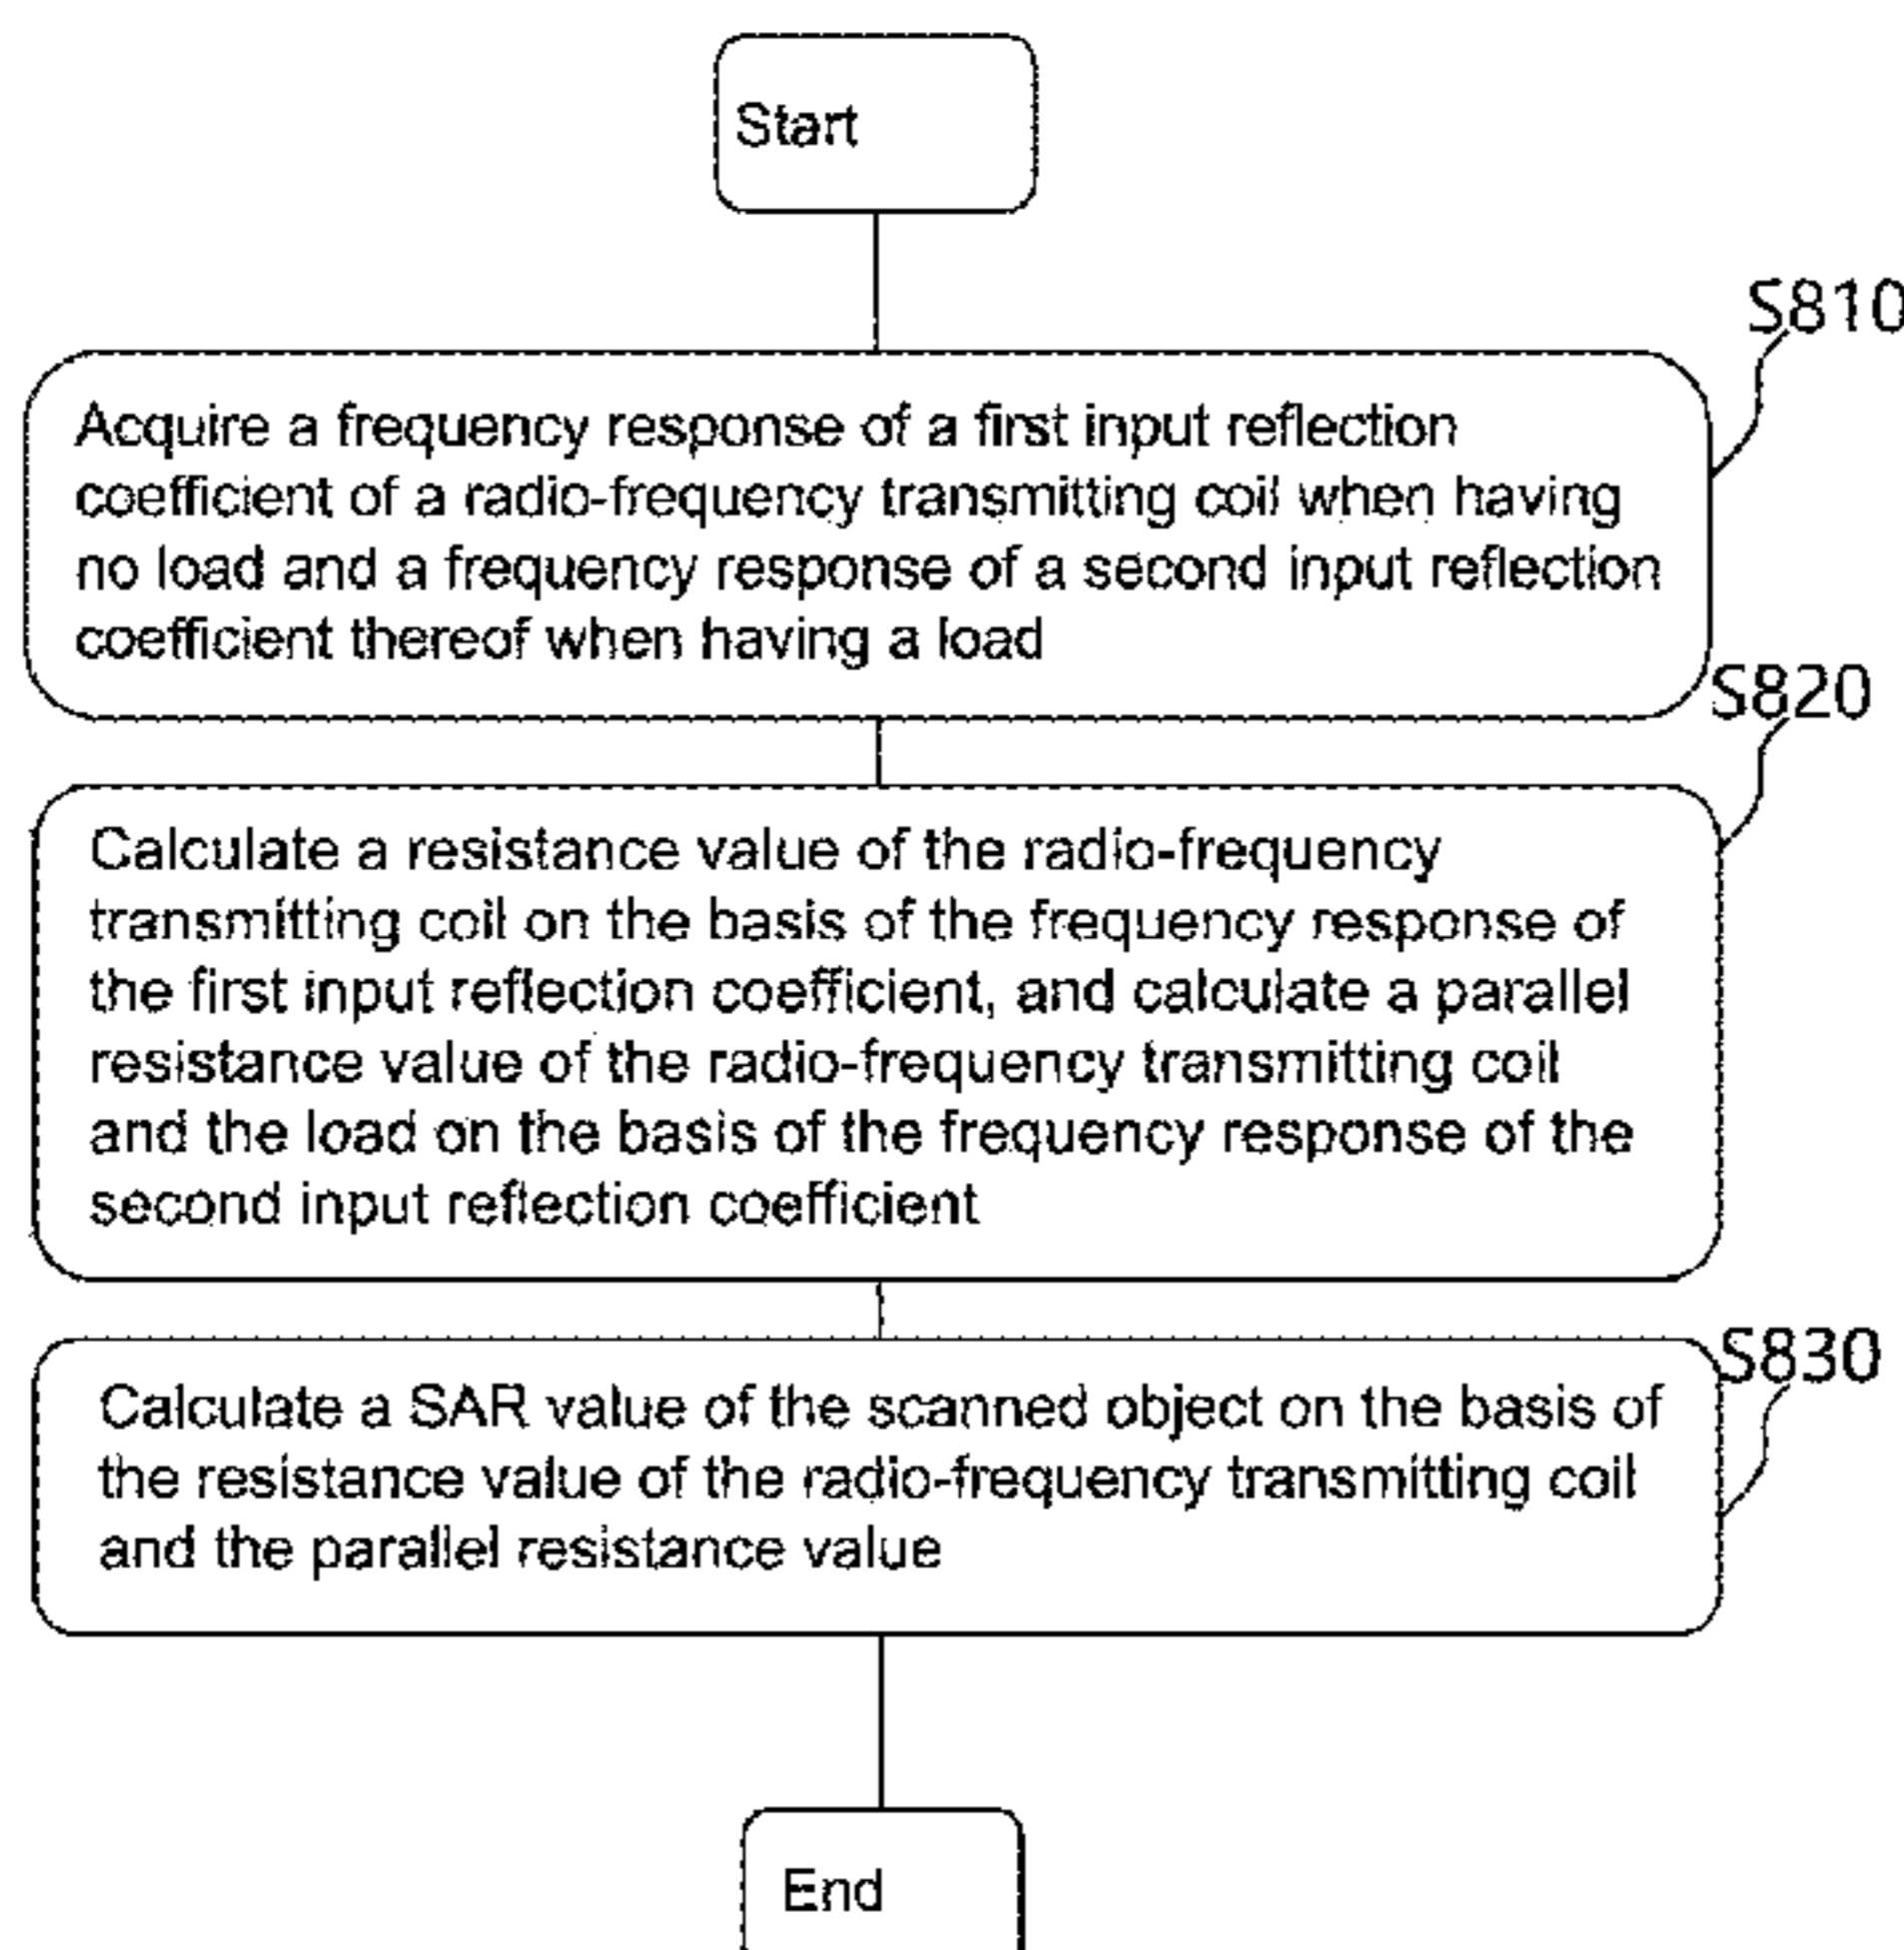 Start
S810
Acquire a frequency response of a first input reflection
coefficient of a radio-frequency transmitting coil when having
no load and a frequency response of a second input reflection
coefficient thereof when having a load
S820
Calculate a resistance value of the radio-frequency
transmitting coil on the basis of the frequency response of
the first input reflection coefficient, and calculate a parallel
resistance value of the radio-frequency transmitting coil
and the load on the basis of the frequency response of the
second input reflection coefficient
S830
Calculate a SAR value of the scanned object on the basis of
the resistance value of the radio-frequency transmitting coil
and the parallel resistance value
End